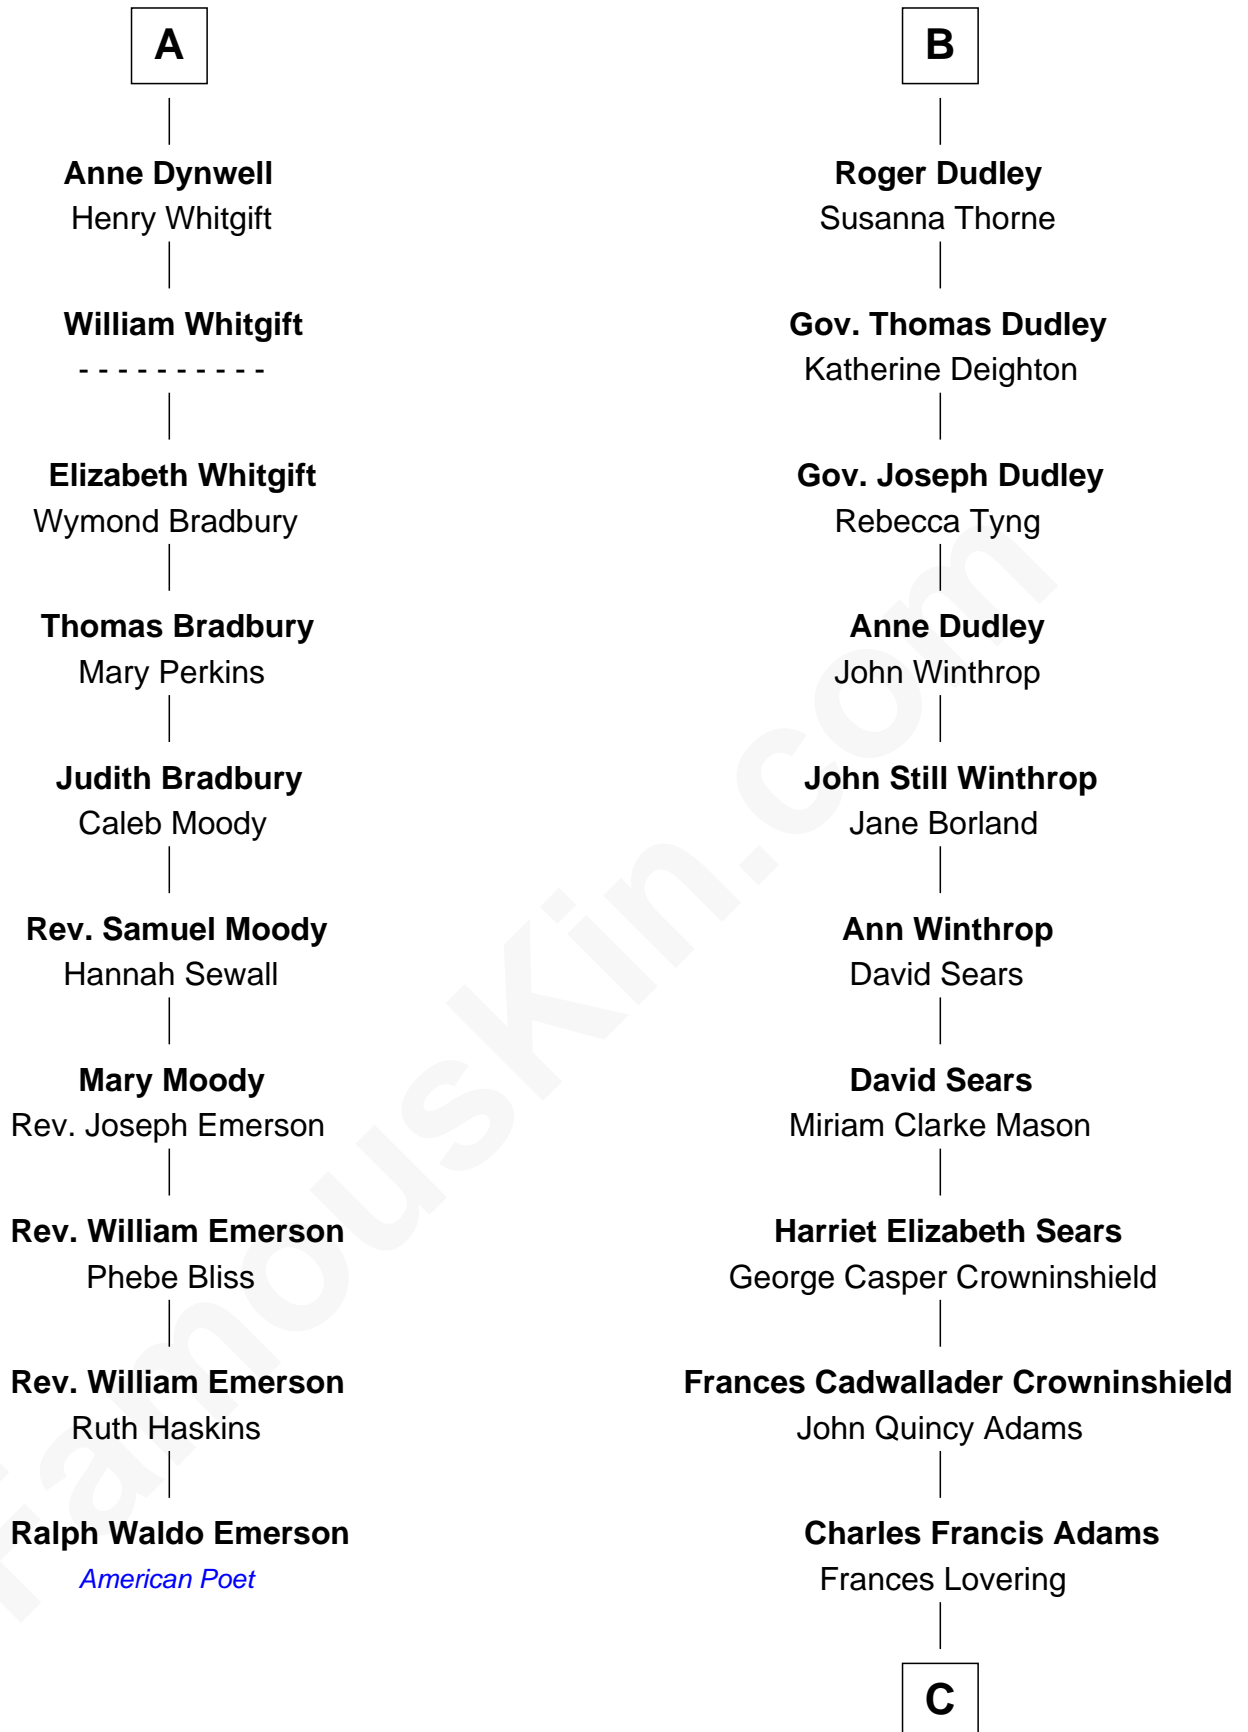 A
Anne Dynwell
Henry Whitgift
William Whitgift
- - - - - - - - - -
Elizabeth Whitgift
Wymond Bradbury
Thomas Bradbury
Mary Perkins
Judith Bradbury
Caleb Moody
Rev. Samuel Moody
Hannah Sewall
Mary Moody
Rev. Joseph Emerson
Rev. William Emerson
Phebe Bliss
Rev. William Emerson
Ruth Haskins
Ralph Waldo Emerson
American Poet
B
Roger Dudley
Susanna Thorne
Gov. Thomas Dudley
Katherine Deighton
Gov. Joseph Dudley
Rebecca Tyng
Anne Dudley
John Winthrop
John Still Winthrop
Jane Borland
Ann Winthrop
David Sears
David Sears
Miriam Clarke Mason
Harriet Elizabeth Sears
George Casper Crowninshield
Frances Cadwallader Crowninshield
John Quincy Adams
Charles Francis Adams
Frances Lovering
C
FamousKin.com